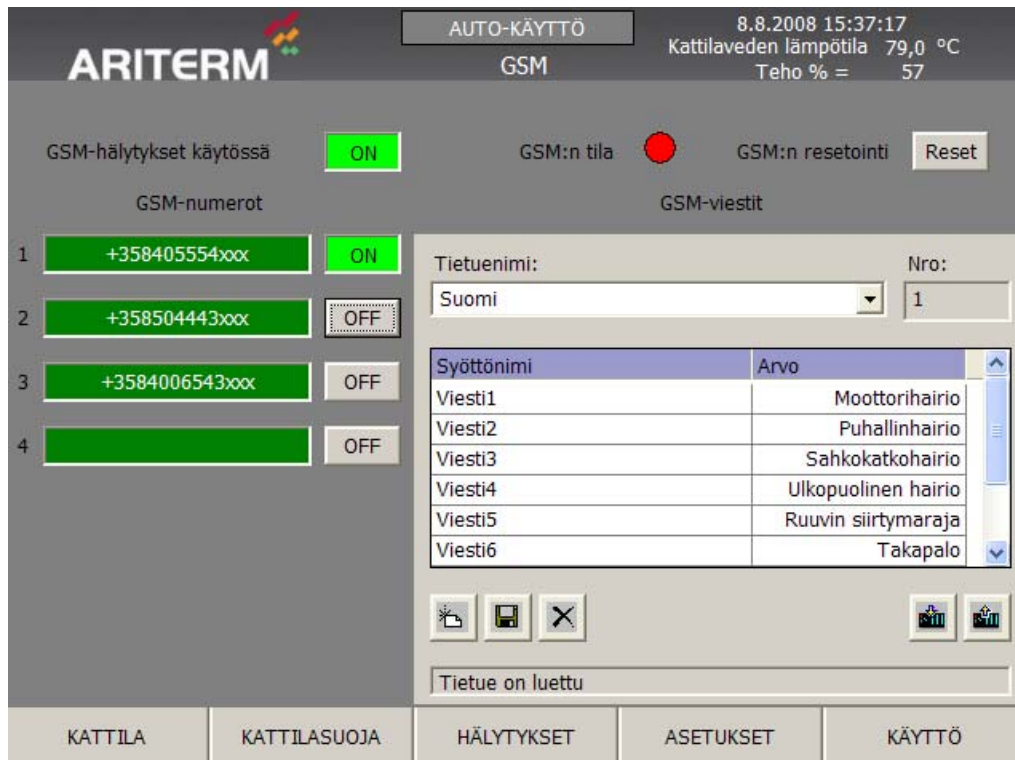 ARITERM
AUTO-KÄYTTÖ
GSM
8.8.2008 15:37:17
Kattilaveden lämpötila 79,0 °C
Teho % = 57
GSM-hälytykset käytössä ON
GSM:n tila
GSM:n resetointi Reset
GSM-numerot
GSM-viestit
1 +358405554xxx ON
2 +358504443xxx OFF
3 +3584006543xxx OFF
4 OFF
Tietuenimi: Nro:
Suomi 1
Syöttönimi Arvo
Viesti1 Moottorihairio
Viesti2 Puhallinhairio
Viesti3 Sahkokatkohairio
Viesti4 Ulkopuolinen hairio
Viesti5 Ruuvin siirtymaraja
Viesti6 Takapalo
Tietue on luettu
KATTILA KATTILASUOJA HÄLYTYKSET ASETUKSET KÄYTTÖ